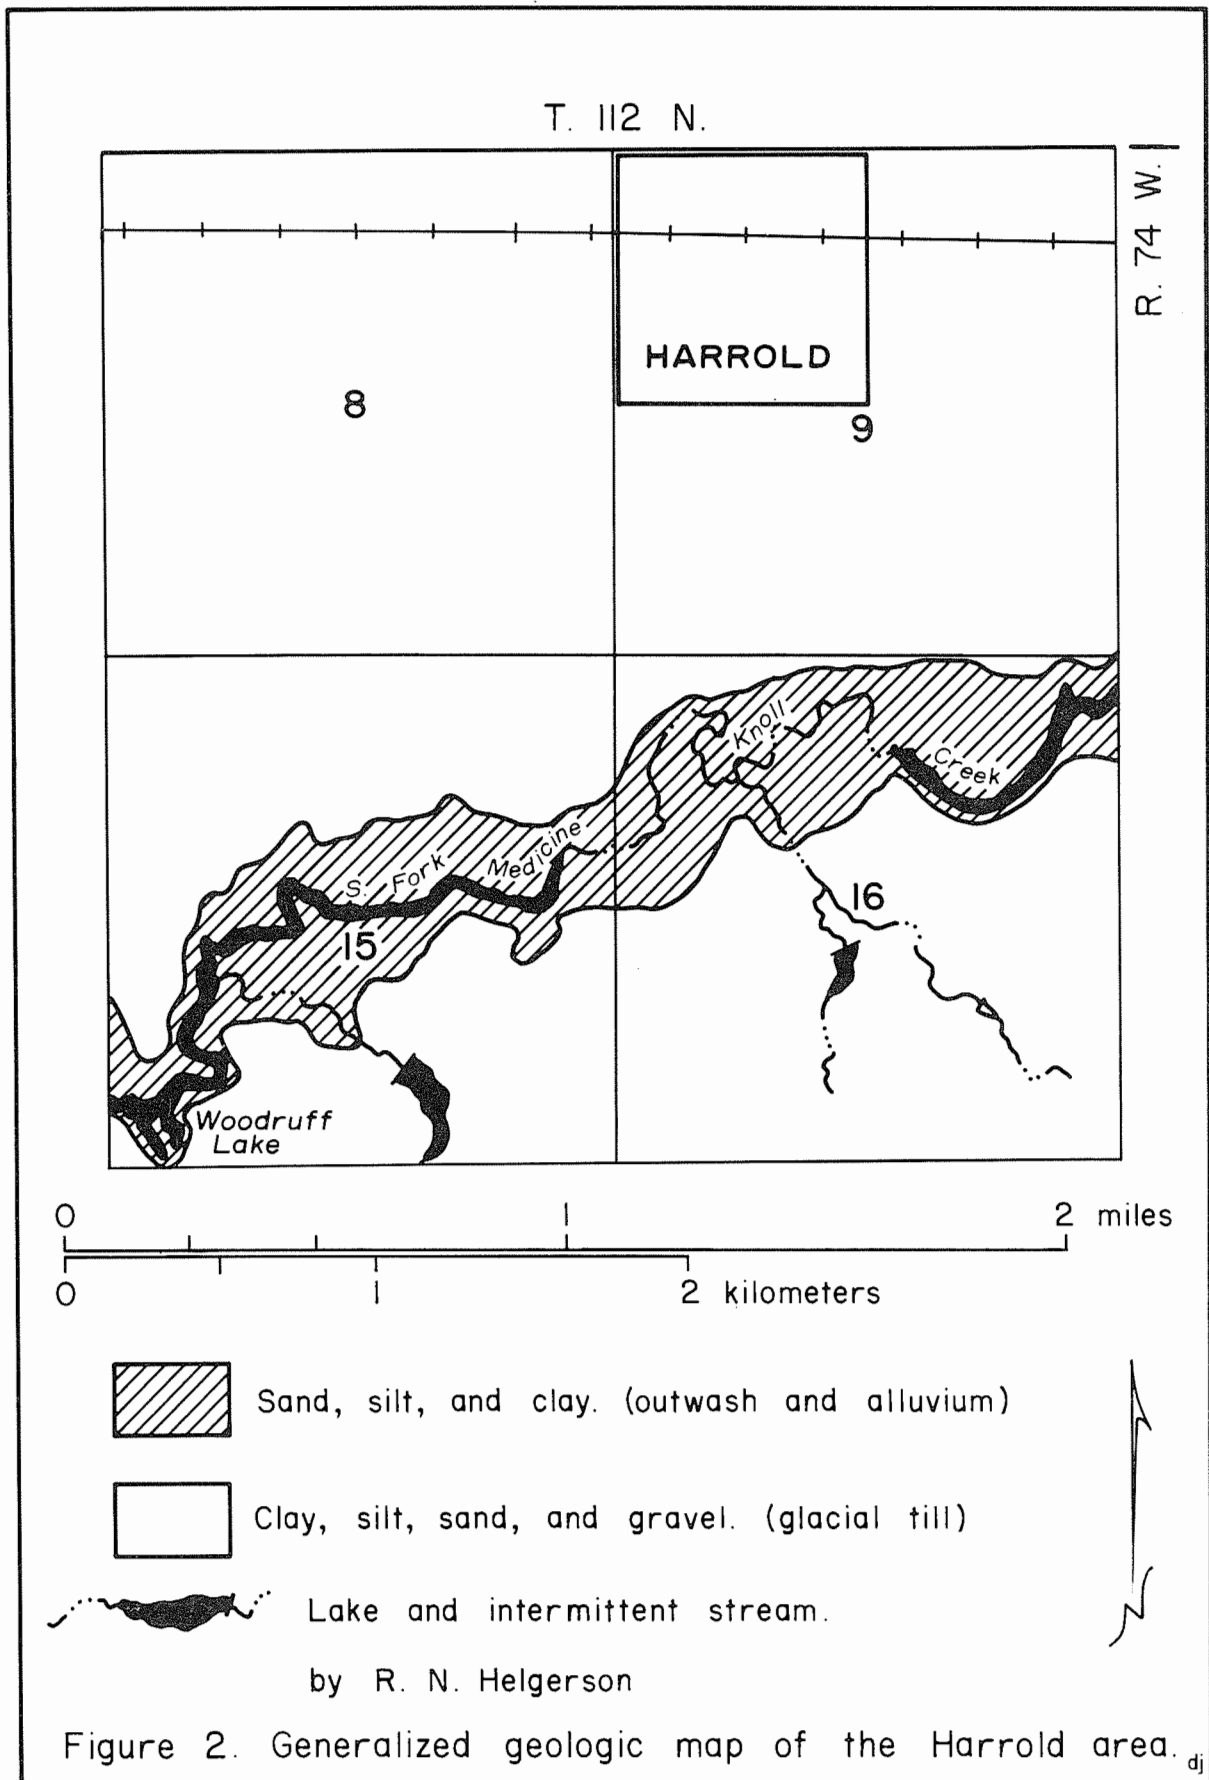 T. 112 N.
R. 74 W.
HARROLD
8
9
Knoll
Creek
Medicine
S. Fork
15
16
Woodruff
Lake
0 1 2 miles
0 1 2 kilometers
Sand, silt, and clay. (outwash and alluvium)
Clay, silt, sand, and gravel. (glacial till)
Lake and intermittent stream.
by R. N. Helgerson
Figure 2. Generalized geologic map of the Harrold area.
dj